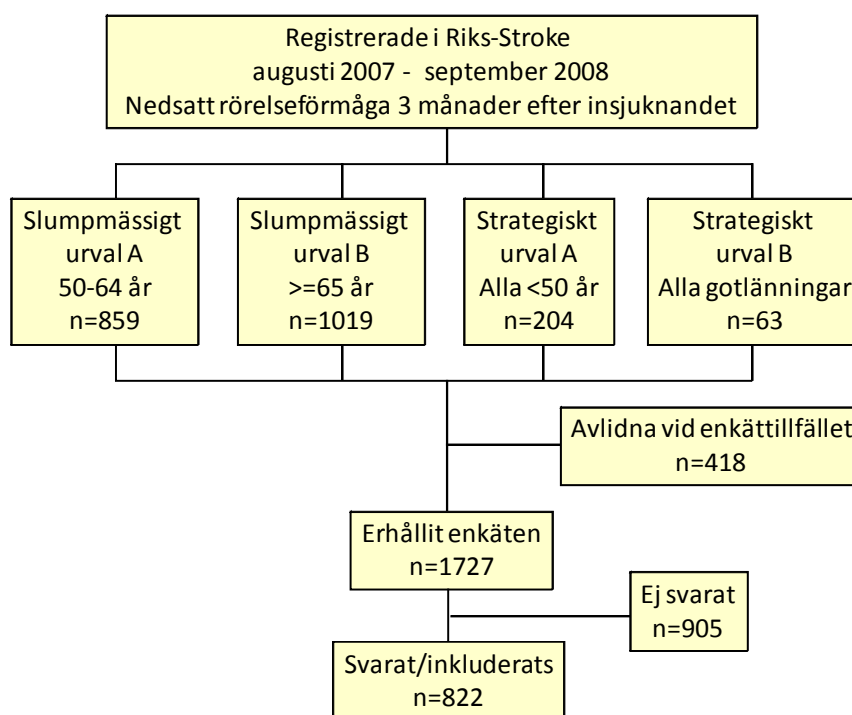 Registrerade i Riks-Stroke
augusti 2007 - september 2008
Nedsatt rörelseförmåga 3 månader efter insjuknandet
Slumpmässigt
urval A
50-64 år
n=859
Slumpmässigt
urval B
>=65 år
n=1019
Strategiskt
urval A
Alla <50 år
n=204
Strategiskt
urval B
Alla gotlänningar
n=63
Avlidna vid enkättillfället
n=418
Erhållit enkäten
n=1727
Ej svarat
n=905
Svarat/inkluderats
n=822